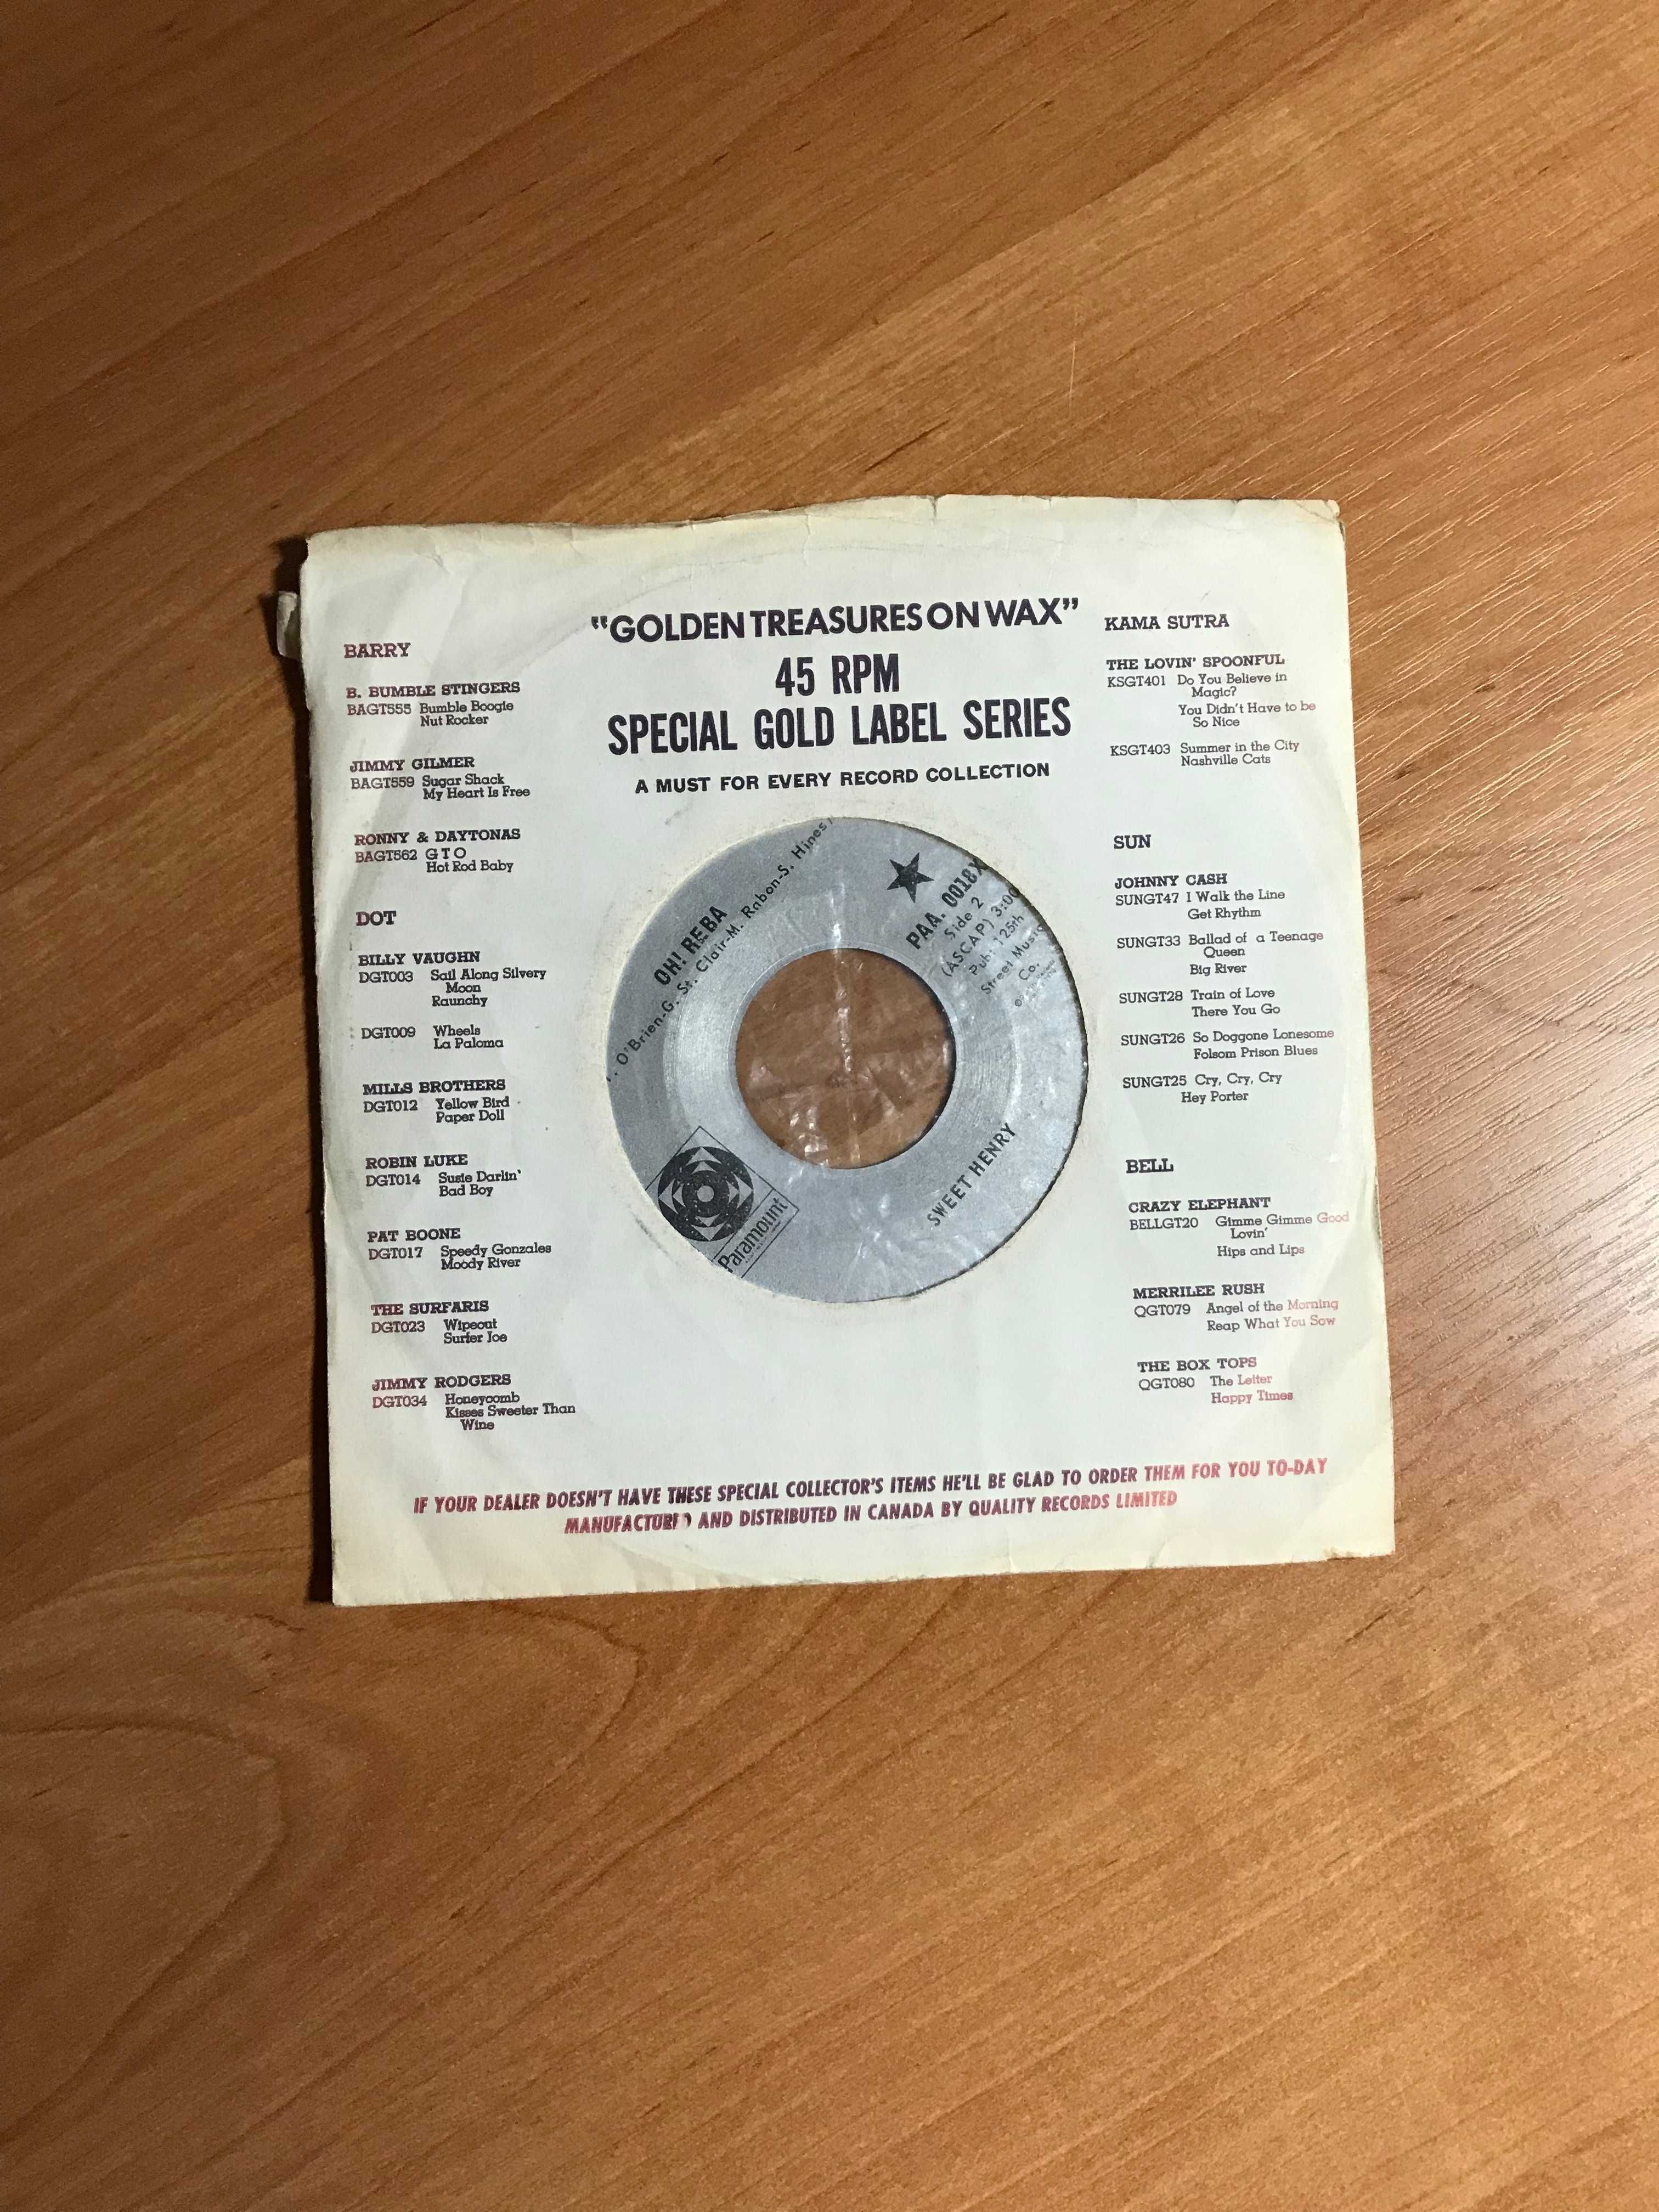 "GOLDEN TREASURES ON WAX"
45 RPM
SPECIAL GOLD LABEL SERIES
A MUST FOR EVERY RECORD COLLECTION
BARRY
B. BUMBLE STINGERS
BAGT555 Bumble Boogie
Nut Rocker
JIMMY GILMER
BAGT559 Sugar Shack
My Heart Is Free
RONNY & DAYTONAS
BAGT562 G T O
Hot Rod Baby
DOT
BILLY VAUGHN
DGT003 Sail Along Silvery
Moon
Raunchy
DGT009 Wheels
La Paloma
MILLS BROTHERS
DGT012 Yellow Bird
Paper Doll
ROBIN LUKE
DGT014 Susie Darlin'
Bad Boy
PAT BOONE
DGT017 Speedy Gonzales
Moody River
THE SURFARIS
DGT023 Wipeout
Surfer Joe
JIMMY RODGERS
DGT034 Honeycomb
Kisses Sweeter Than
Wine
OH! REBA
. O'Brien-G. St. Clair-M. Rabon-S. Hines)
PAA. 0018X
Side 2
(ASCAP) 3:00
Pub. 125th
Street Music
Co.
SWEET HENRY
Paramount
KAMA SUTRA
THE LOVIN' SPOONFUL
KSGT401 Do You Believe in
Magic?
You Didn't Have to be
So Nice
KSGT403 Summer in the City
Nashville Cats
SUN
JOHNNY CASH
SUNGT47 I Walk the Line
Get Rhythm
SUNGT33 Ballad of a Teenage
Queen
Big River
SUNGT28 Train of Love
There You Go
SUNGT26 So Doggone Lonesome
Folsom Prison Blues
SUNGT25 Cry, Cry, Cry
Hey Porter
BELL
CRAZY ELEPHANT
BELLGT20 Gimme Gimme Good
Lovin'
Hips and Lips
MERRILEE RUSH
QGT079 Angel of the Morning
Reap What You Sow
THE BOX TOPS
QGT080 The Letter
Happy Times
IF YOUR DEALER DOESN'T HAVE THESE SPECIAL COLLECTOR'S ITEMS HE'LL BE GLAD TO ORDER THEM FOR YOU TO-DAY
MANUFACTURED AND DISTRIBUTED IN CANADA BY QUALITY RECORDS LIMITED